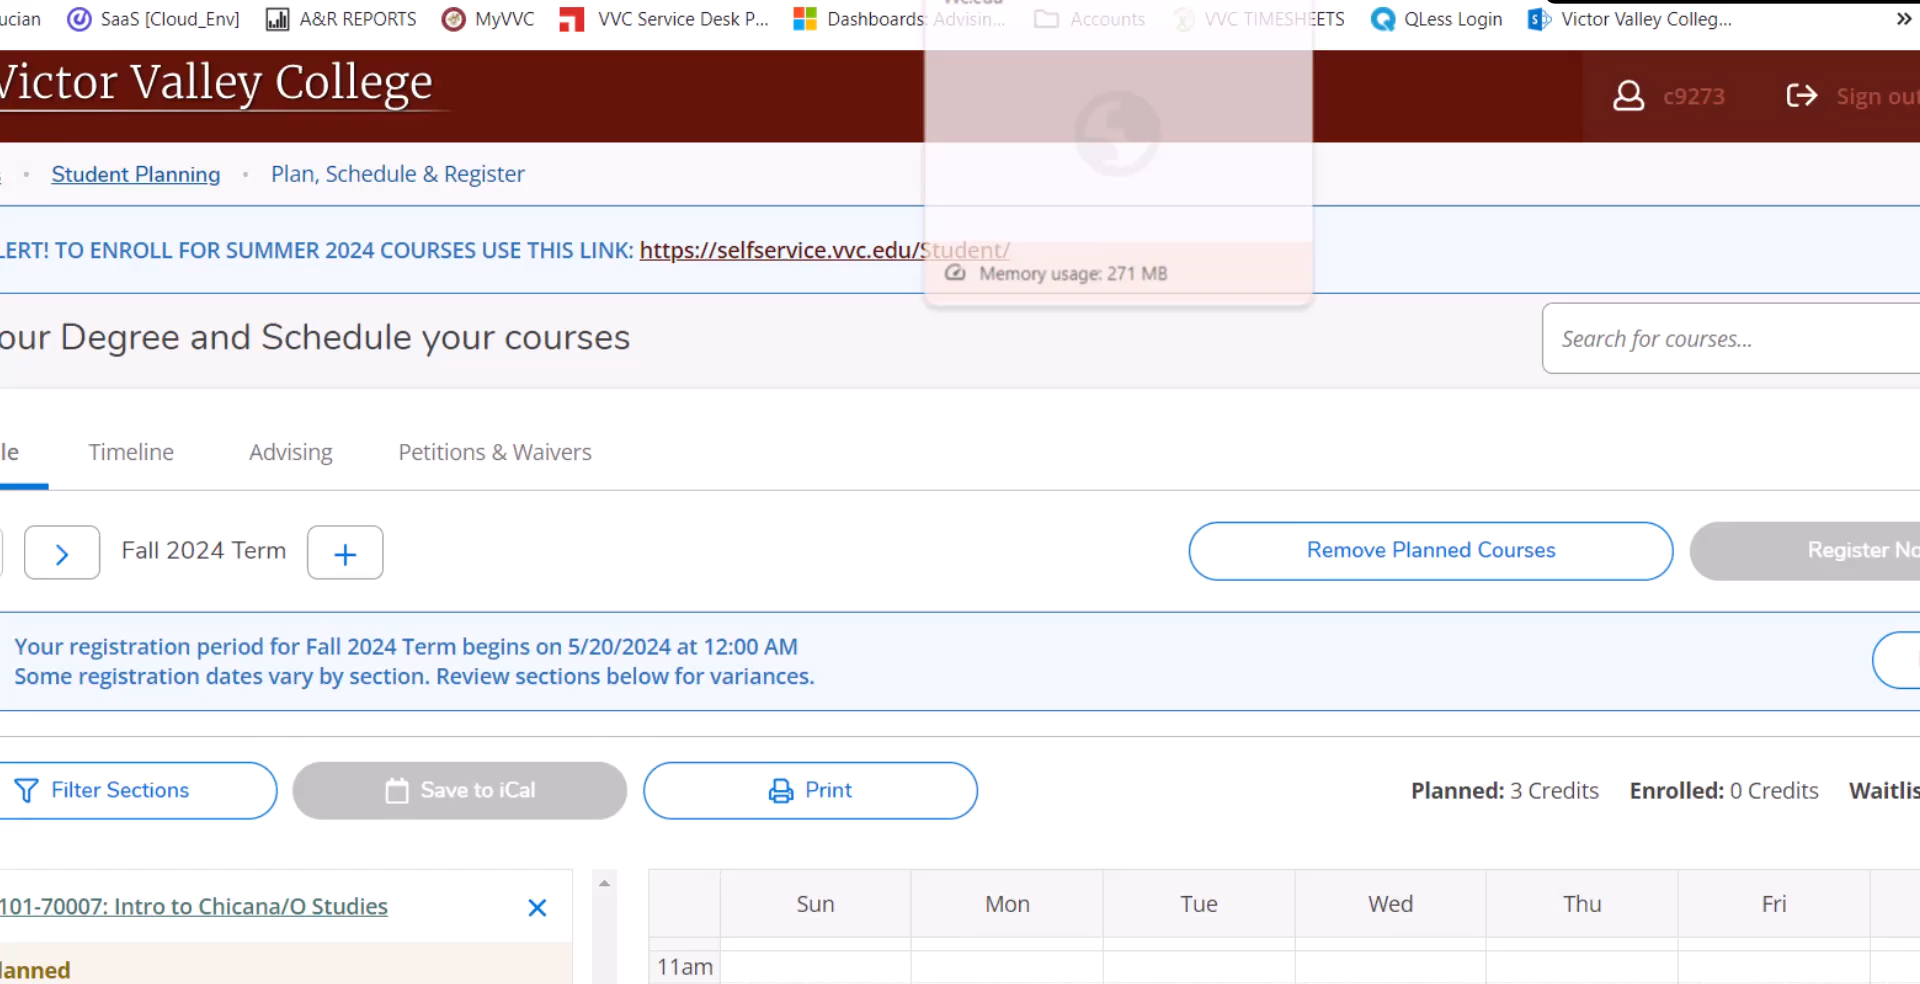 ucian SaaS [Cloud_Env] A&R REPORTS MyVVC VVC Service Desk P... Dashboards: Advisin... Accounts VVC TIMESHEETS QLess Login Victor Valley Colleg... »
Victor Valley College c9273 Sign out
Student Planning • Plan, Schedule & Register
LERT! TO ENROLL FOR SUMMER 2024 COURSES USE THIS LINK: https://selfservice.vvc.edu/Student/
Memory usage: 271 MB
our Degree and Schedule your courses Search for courses...
le Timeline Advising Petitions & Waivers
Fall 2024 Term Remove Planned Courses Register No
Your registration period for Fall 2024 Term begins on 5/20/2024 at 12:00 AM
Some registration dates vary by section. Review sections below for variances.
Filter Sections Save to iCal Print Planned: 3 Credits Enrolled: 0 Credits Waitlis
101-70007: Intro to Chicana/O Studies Sun Mon Tue Wed Thu Fri
lanned 11am